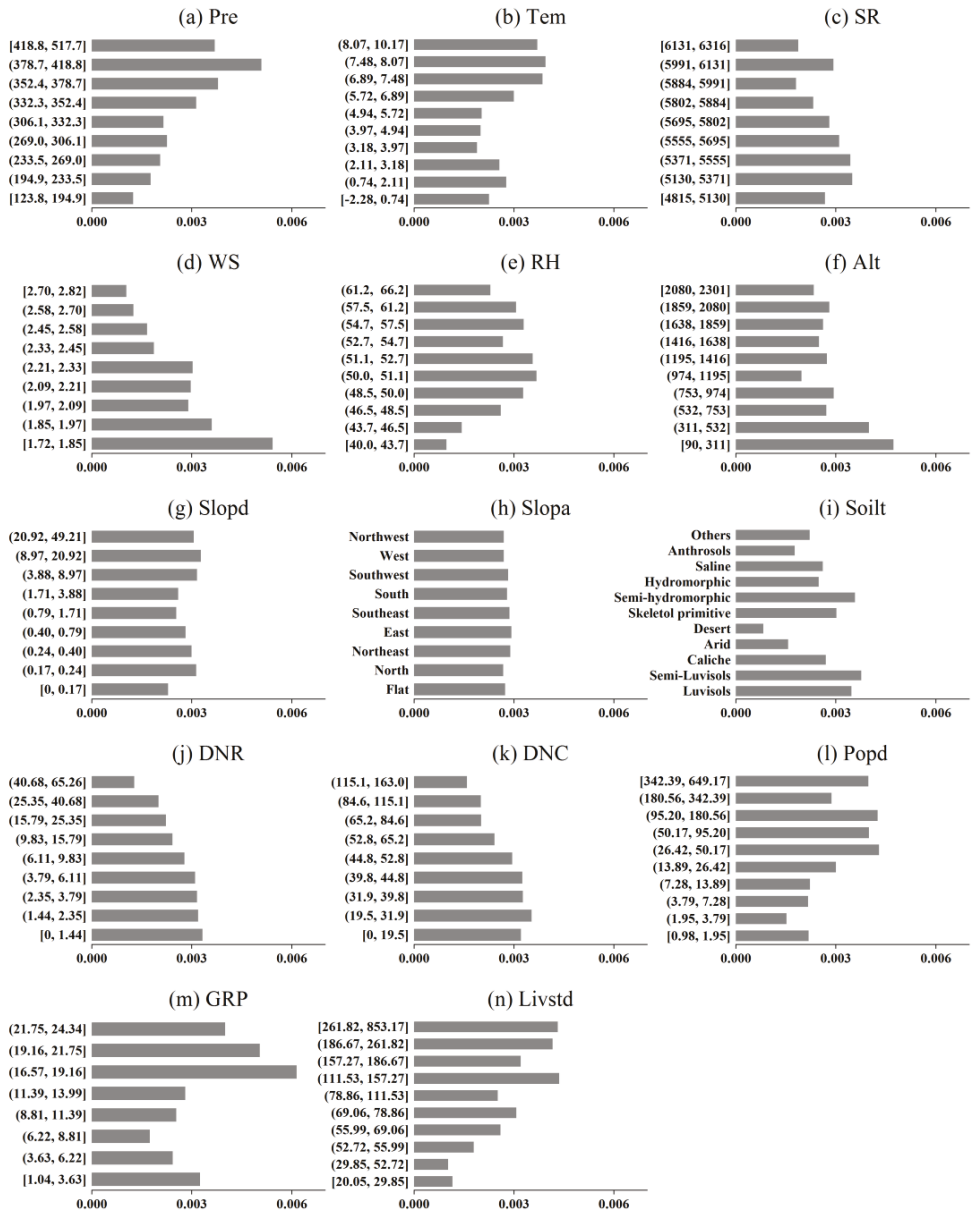 (a) Pre
[418.8, 517.7]
(378.7, 418.8]
(352.4, 378.7]
(332.3, 352.4]
(306.1, 332.3]
(269.0, 306.1]
(233.5, 269.0]
(194.9, 233.5]
[123.8, 194.9]
0.000 0.003 0.006
(b) Tem
(8.07, 10.17]
(7.48, 8.07]
(6.89, 7.48]
(5.72, 6.89]
(4.94, 5.72]
(3.97, 4.94]
(3.18, 3.97]
(2.11, 3.18]
(0.74, 2.11]
[-2.28, 0.74]
0.000 0.003 0.006
(c) SR
[6131, 6316]
(5991, 6131]
(5884, 5991]
(5802, 5884]
(5695, 5802]
(5555, 5695]
(5371, 5555]
(5130, 5371]
[4815, 5130]
0.000 0.003 0.006
(d) WS
[2.70, 2.82]
(2.58, 2.70]
(2.45, 2.58]
(2.33, 2.45]
(2.21, 2.33]
(2.09, 2.21]
(1.97, 2.09]
(1.85, 1.97]
[1.72, 1.85]
0.000 0.003 0.006
(e) RH
(61.2, 66.2]
(57.5, 61.2]
(54.7, 57.5]
(52.7, 54.7]
(51.1, 52.7]
(50.0, 51.1]
(48.5, 50.0]
(46.5, 48.5]
(43.7, 46.5]
[40.0, 43.7]
0.000 0.003 0.006
(f) Alt
[2080, 2301]
(1859, 2080]
(1638, 1859]
(1416, 1638]
(1195, 1416]
(974, 1195]
(753, 974]
(532, 753]
(311, 532]
[90, 311]
0.000 0.003 0.006
(g) Slopd
(20.92, 49.21]
(8.97, 20.92]
(3.88, 8.97]
(1.71, 3.88]
(0.79, 1.71]
(0.40, 0.79]
(0.24, 0.40]
(0.17, 0.24]
[0, 0.17]
0.000 0.003 0.006
(h) Slopa
Northwest
West
Southwest
South
Southeast
East
Northeast
North
Flat
0.000 0.003 0.006
(i) Soilt
Others
Anthrosols
Saline
Hydromorphic
Semi-hydromorphic
Skeletol primitive
Desert
Arid
Caliche
Semi-Luvisols
Luvisols
0.000 0.003 0.006
(j) DNR
(40.68, 65.26]
(25.35, 40.68]
(15.79, 25.35]
(9.83, 15.79]
(6.11, 9.83]
(3.79, 6.11]
(2.35, 3.79]
(1.44, 2.35]
[0, 1.44]
0.000 0.003 0.006
(k) DNC
(115.1, 163.0]
(84.6, 115.1]
(65.2, 84.6]
(52.8, 65.2]
(44.8, 52.8]
(39.8, 44.8]
(31.9, 39.8]
(19.5, 31.9]
[0, 19.5]
0.000 0.003 0.006
(l) Popd
[342.39, 649.17]
(180.56, 342.39]
(95.20, 180.56]
(50.17, 95.20]
(26.42, 50.17]
(13.89, 26.42]
(7.28, 13.89]
(3.79, 7.28]
(1.95, 3.79]
[0.98, 1.95]
0.000 0.003 0.006
(m) GRP
(21.75, 24.34]
(19.16, 21.75]
(16.57, 19.16]
(11.39, 13.99]
(8.81, 11.39]
(6.22, 8.81]
(3.63, 6.22]
[1.04, 3.63]
0.000 0.003 0.006
(n) Livstd
[261.82, 853.17]
(186.67, 261.82]
(157.27, 186.67]
(111.53, 157.27]
(78.86, 111.53]
(69.06, 78.86]
(55.99, 69.06]
(52.72, 55.99]
(29.85, 52.72]
[20.05, 29.85]
0.000 0.003 0.006